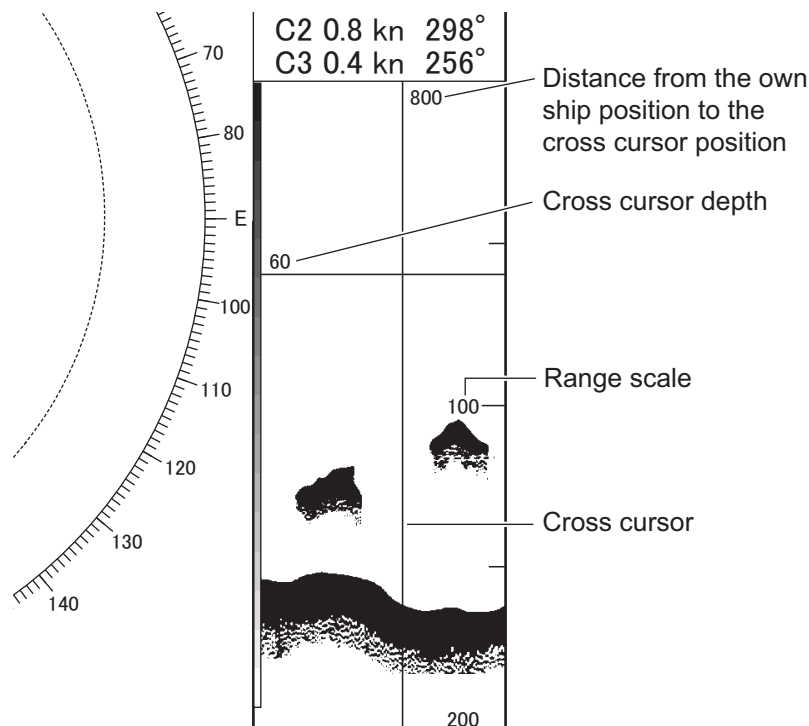 C2 0.8 kn 298°
C3 0.4 kn 256°
800
Distance from the own
ship position to the
cross cursor position
70
80
E
100
110
120
130
140
60
Cross cursor depth
100
Range scale
Cross cursor
200